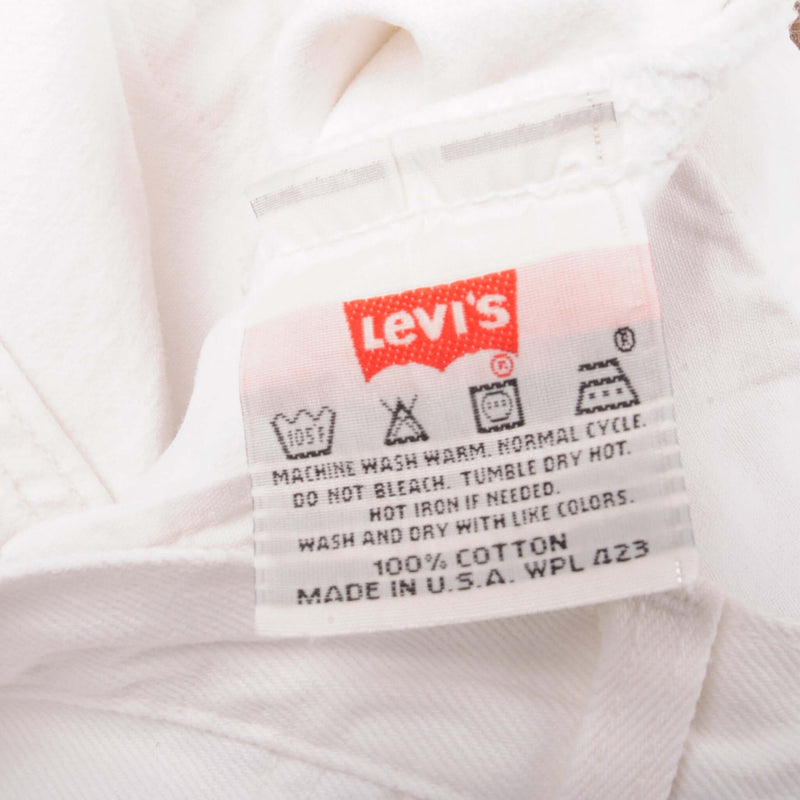 Levi's
R
R
105F
MACHINE WASH WARM. NORMAL CYCLE.
DO NOT BLEACH. TUMBLE DRY HOT.
HOT IRON IF NEEDED.
WASH AND DRY WITH LIKE COLORS.
100% COTTON
MADE IN U.S.A. WPL 423